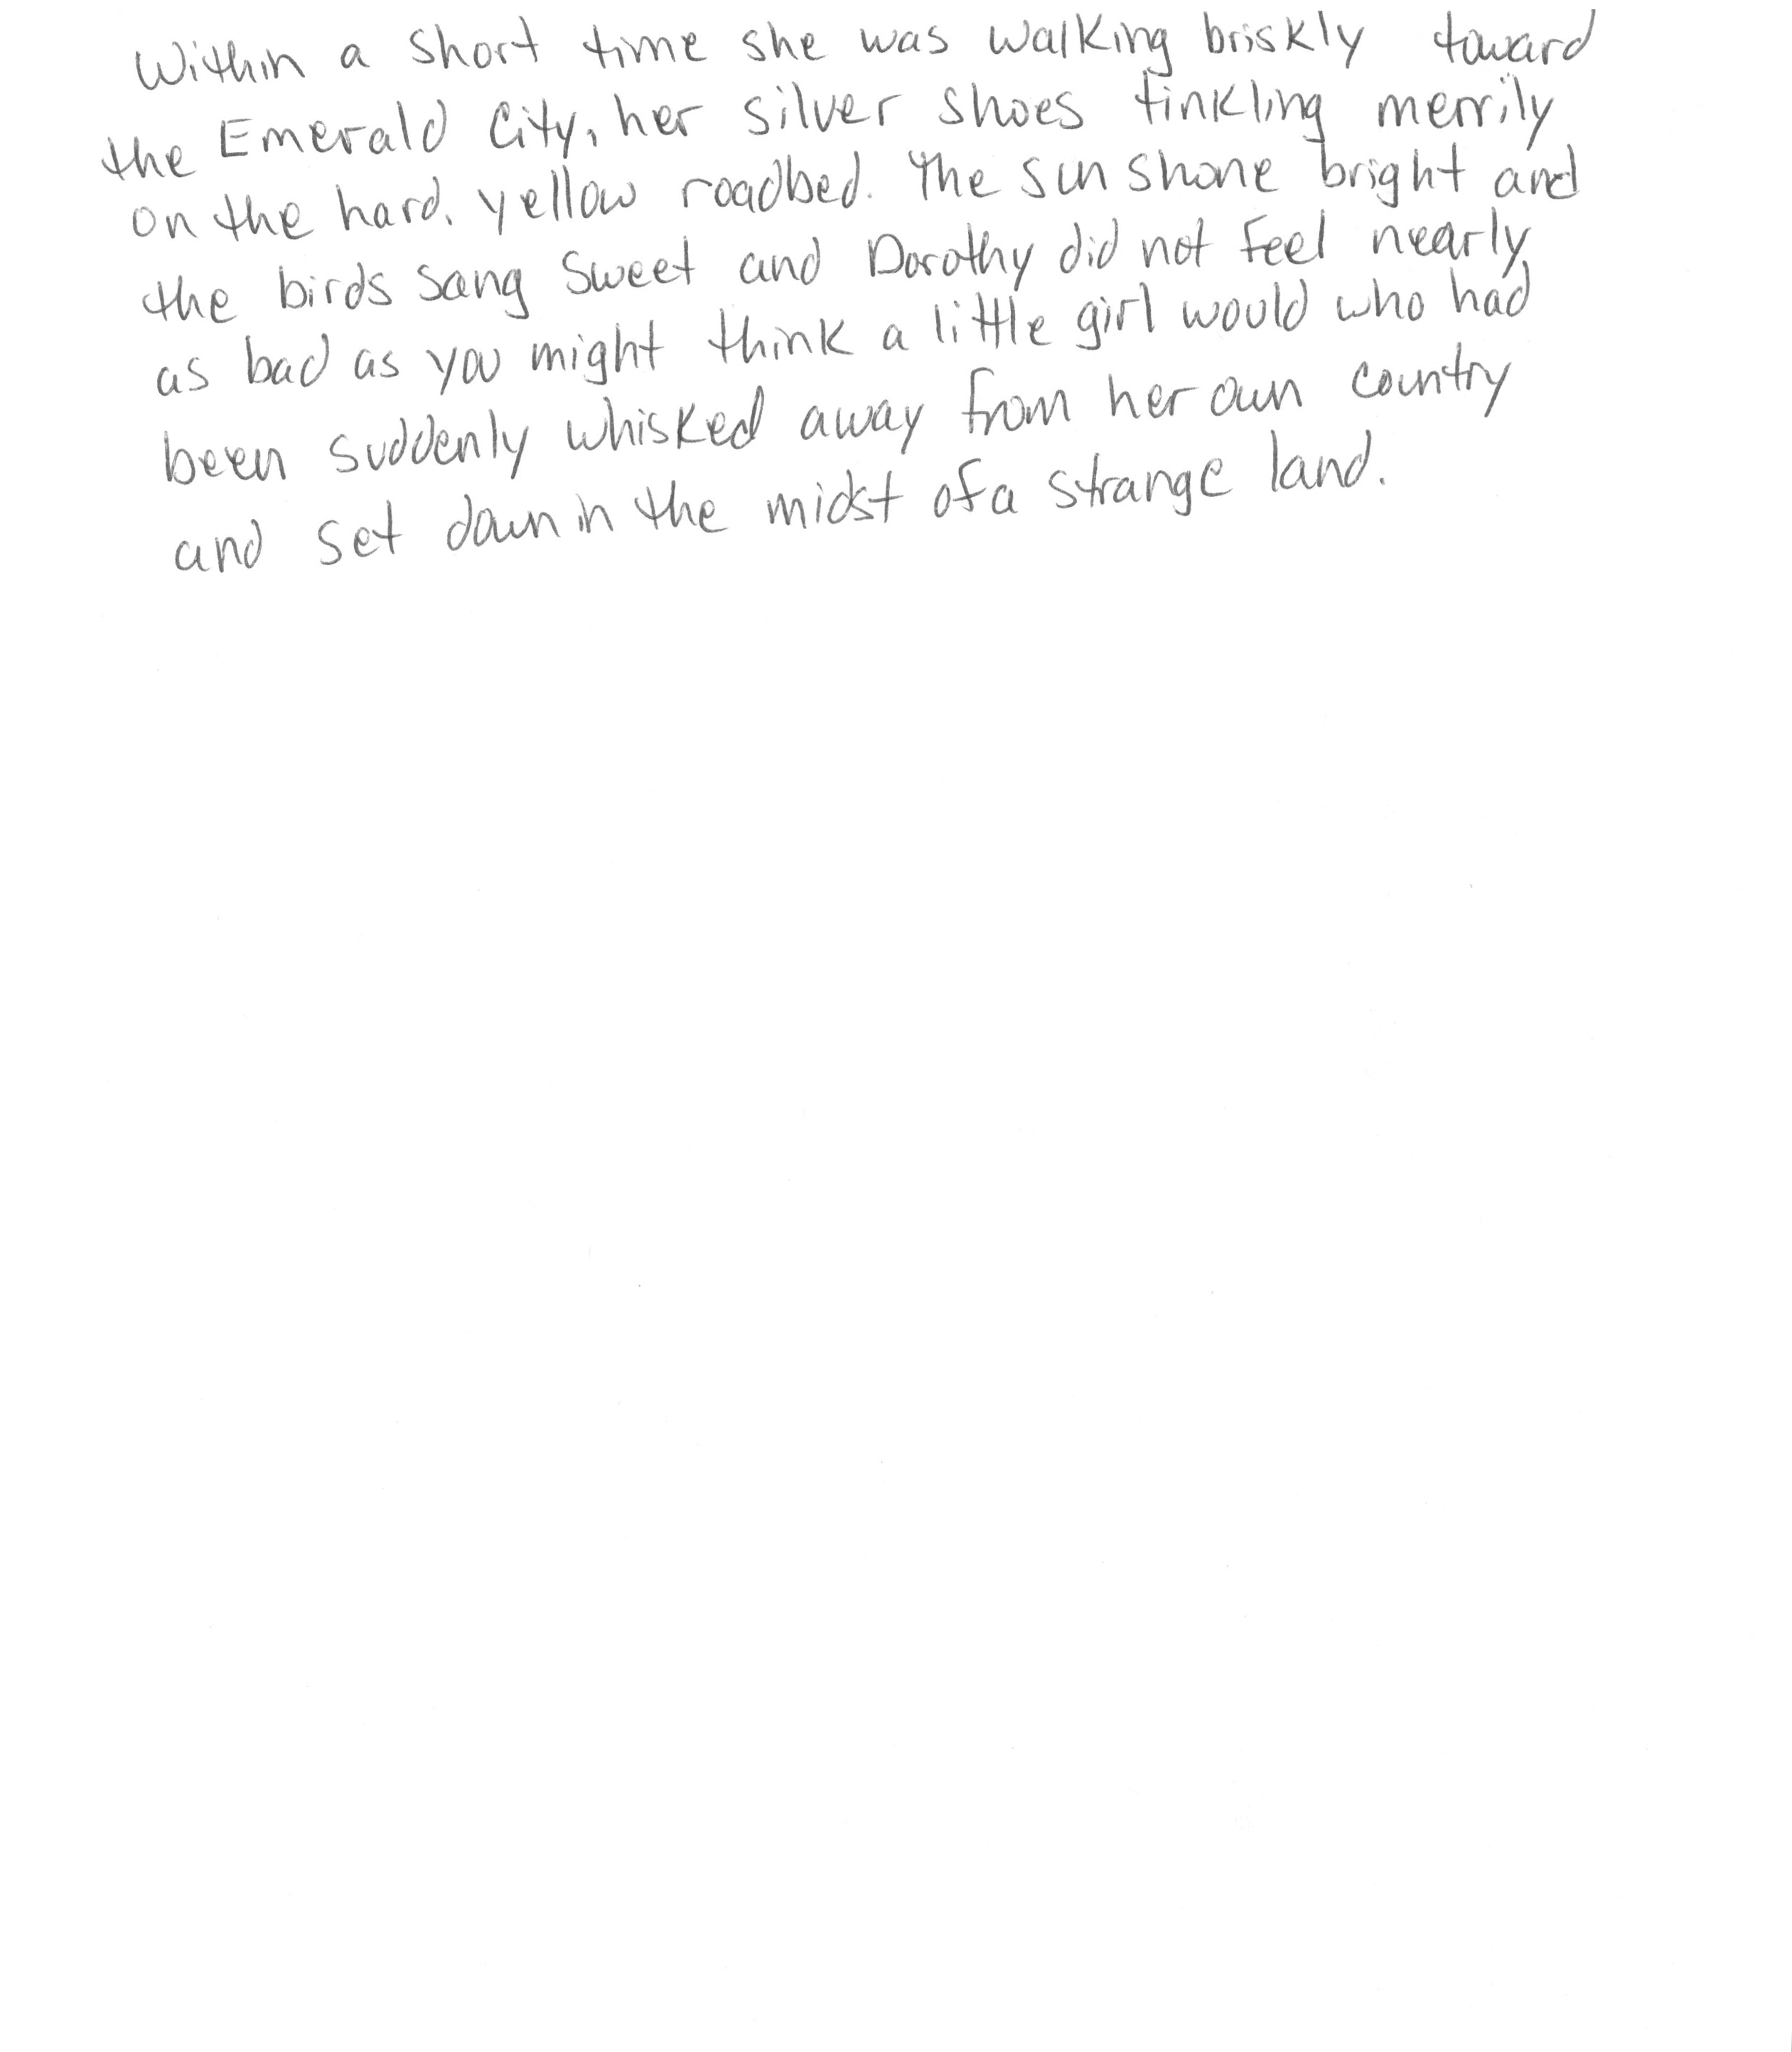 Within a short time she was walking briskly toward
the Emerald City, her silver shoes tinkling merrily
on the hard, yellow roadbed. The sun shone bright and
the birds sang sweet and Dorothy did not feel nearly
as bad as you might think a little girl would who had
been suddenly whisked away from her own country
and set down in the midst of a strange land.